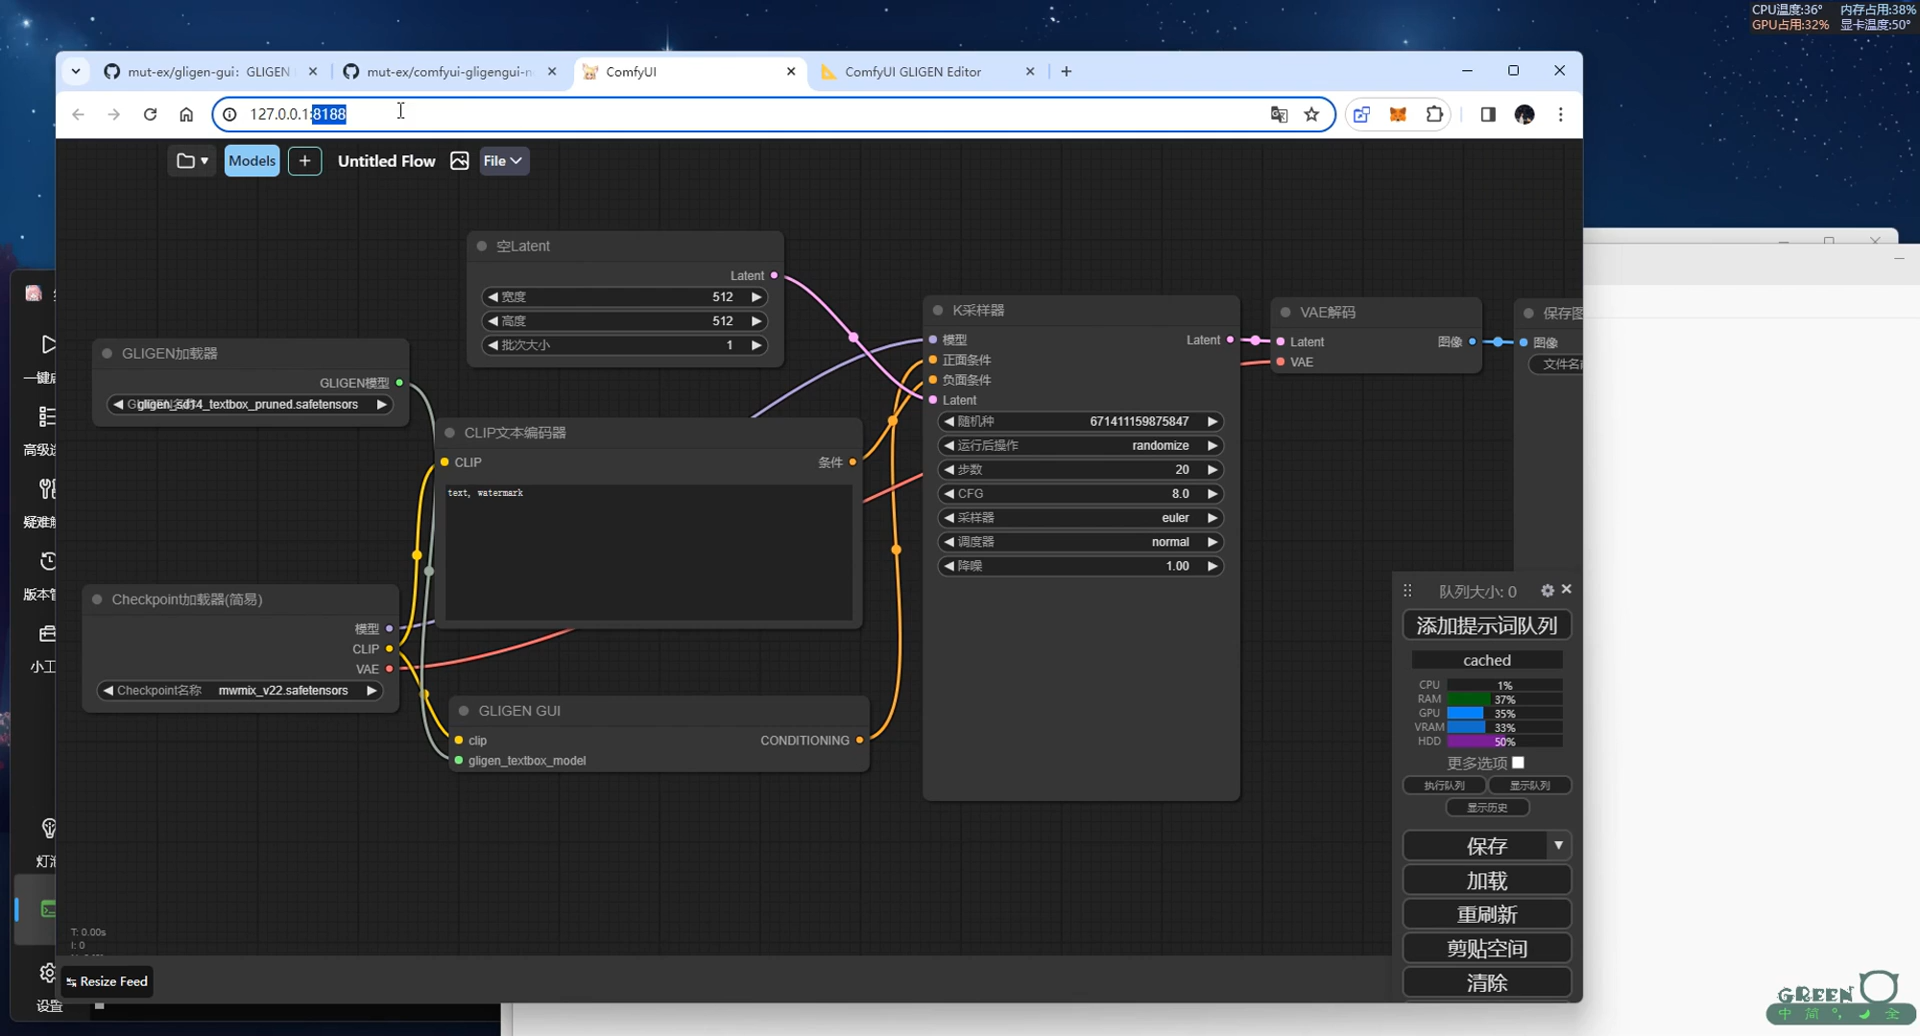 CPU温度:36° 内存占用:38%
GPU占用:32% 显卡温度:50°
mut-ex/gligen-gui: GLIGEN
mut-ex/comfyui-gligengui-n
ComfyUI
ComfyUI GLIGEN Editor
127.0.0.1:8188
Models
Untitled Flow
File
空Latent
Latent
宽度 512
高度 512
批次大小 1
GLIGEN加载器
GLIGEN模型
gligen_sd14_textbox_pruned.safetensors
CLIP文本编码器
CLIP 条件
text, watermark
Checkpoint加载器(简易)
模型
CLIP
VAE
Checkpoint名称 mwmix_v22.safetensors
GLIGEN GUI
clip CONDITIONING
gligen_textbox_model
K采样器
模型 Latent
正面条件
负面条件
Latent
随机种 671411159875847
运行后操作 randomize
步数 20
CFG 8.0
采样器 euler
调度器 normal
降噪 1.00
VAE解码
Latent 图像
VAE
保存图
图像
文件名
队列大小: 0
添加提示词队列
cached
CPU 1%
RAM 37%
GPU 35%
VRAM 33%
HDD 50%
更多选项
执行队列 显示队列
显示历史
保存
加载
重刷新
剪贴空间
清除
T: 0.00s
I: 0
Resize Feed
一键
高级
疑难
版本管
小工
灯泡
设置
GREEN
中 简 °, 全